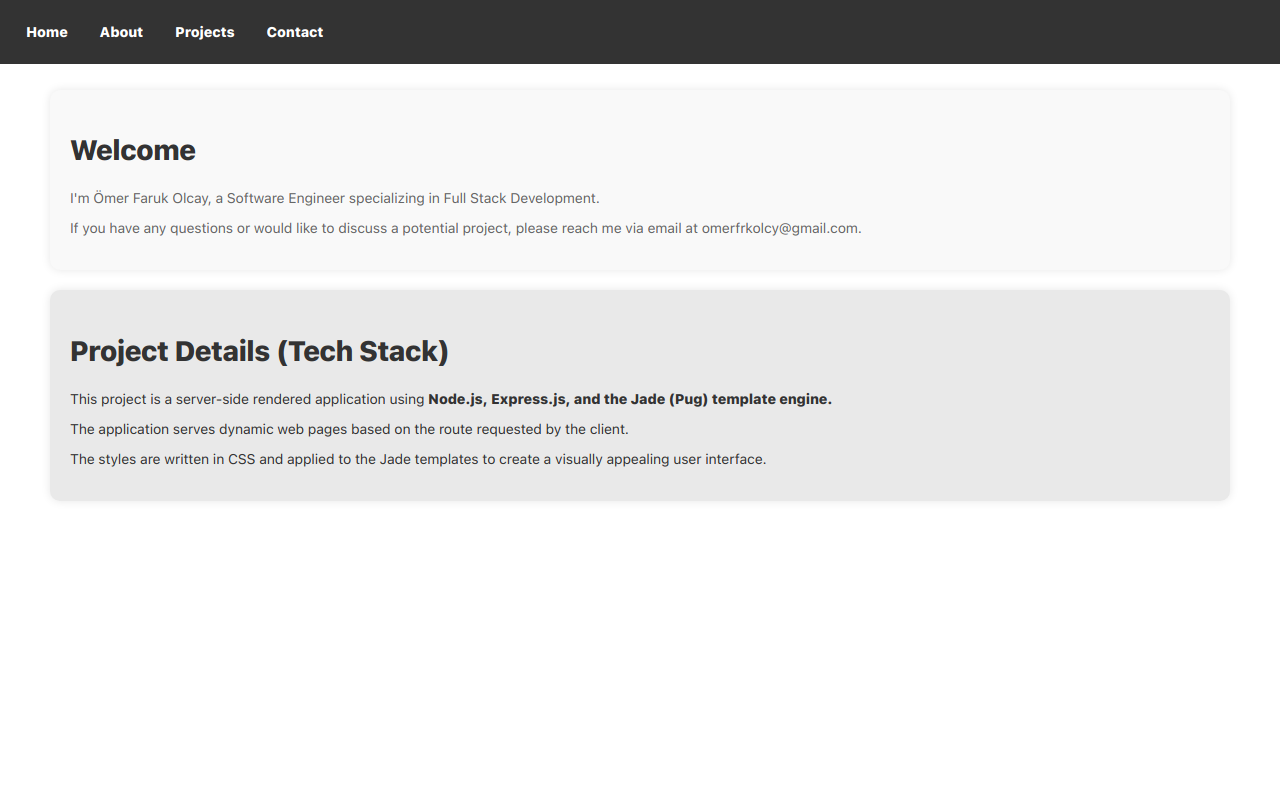 Home About Projects Contact
Welcome
I'm Ömer Faruk Olcay, a Software Engineer specializing in Full Stack Development.
If you have any questions or would like to discuss a potential project, please reach me via email at omerfrkolcy@gmail.com.
Project Details (Tech Stack)
This project is a server-side rendered application using Node.js, Express.js, and the Jade (Pug) template engine.
The application serves dynamic web pages based on the route requested by the client.
The styles are written in CSS and applied to the Jade templates to create a visually appealing user interface.